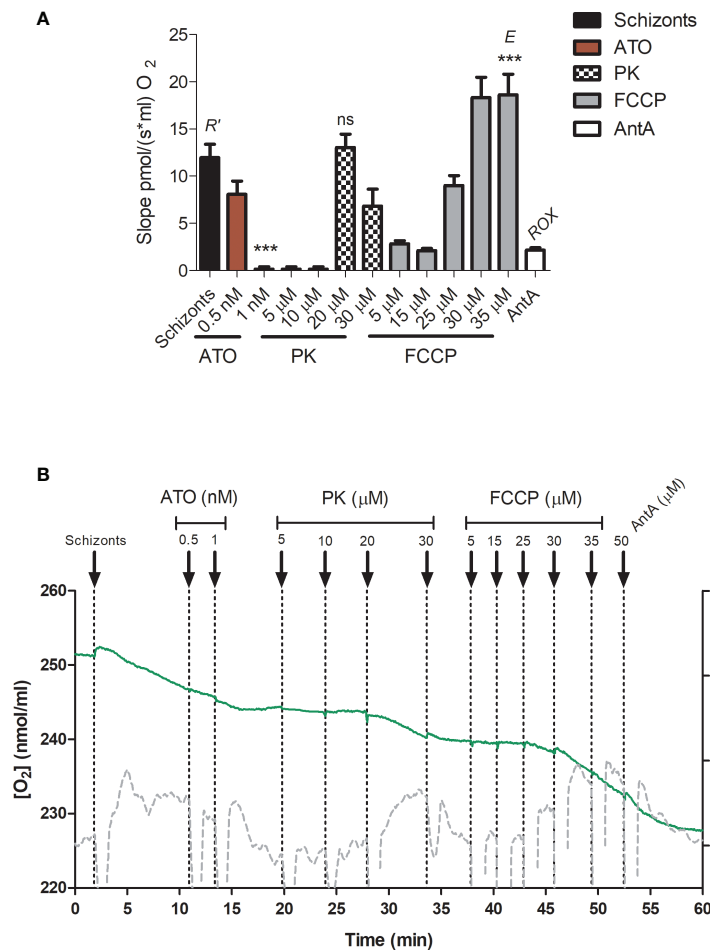 A
Schizonts
ATO
PK
FCCP
AntA
Slope pmol/(s*ml) O 2
25
20
15
10
5
0
R'
***
ns
E
***
ROX
Schizonts
0.5 nM
1 nM
5 μM
10 μM
20 μM
30 μM
5 μM
15 μM
25 μM
30 μM
35 μM
AntA
ATO
PK
FCCP
B
ATO (nM)
PK (μM)
FCCP (μM)
AntA (μM)
Schizonts
0.5 1 5 10 20 30 5 15 25 30 35 50
[O2] (nmol/ml)
260
250
240
230
220
0 5 10 15 20 25 30 35 40 45 50 55 60
Time (min)